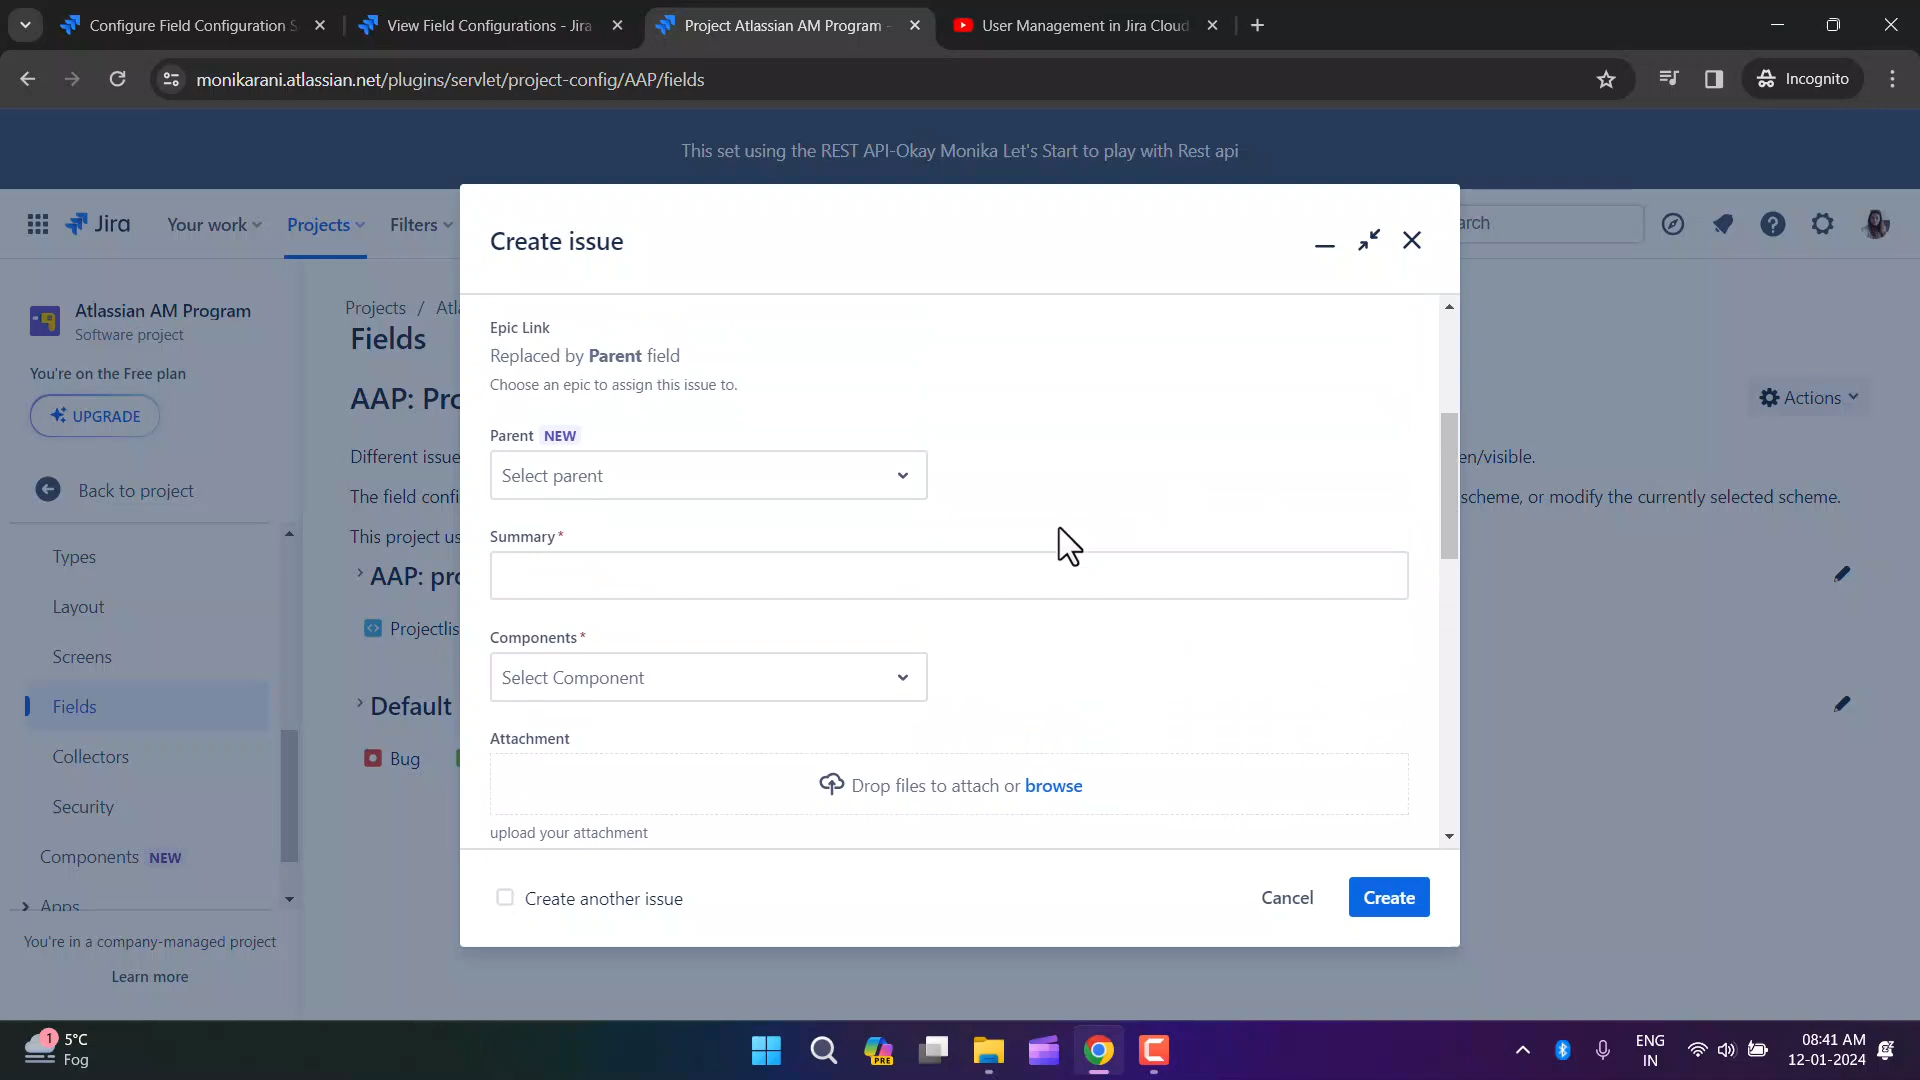 Configure Field Configuration S
View Field Configurations - Jira
Project Atlassian AM Program -
User Management in Jira Cloud
monikarani.atlassian.net/plugins/servlet/project-config/AAP/fields
Incognito
This set using the REST API-Okay Monika Let's Start to play with Rest api
Jira
Your work
Projects
Filters
arch
Atlassian AM Program
Software project
You're on the Free plan
UPGRADE
Back to project
Types
Layout
Screens
Fields
Collectors
Security
Components NEW
Apps
You're in a company-managed project
Learn more
Projects / Atl
Fields
AAP: Pro
Actions
Different issue
en/visible.
The field confi
scheme, or modify the currently selected scheme.
This project us
AAP: pro
Projectlis
Default
Bug
Create issue
Epic Link
Replaced by Parent field
Choose an epic to assign this issue to.
Parent NEW
Select parent
Summary*
Components*
Select Component
Attachment
Drop files to attach or browse
upload your attachment
Create another issue
Cancel
Create
1
5°C
Fog
PRE
ENG
IN
08:41 AM
12-01-2024